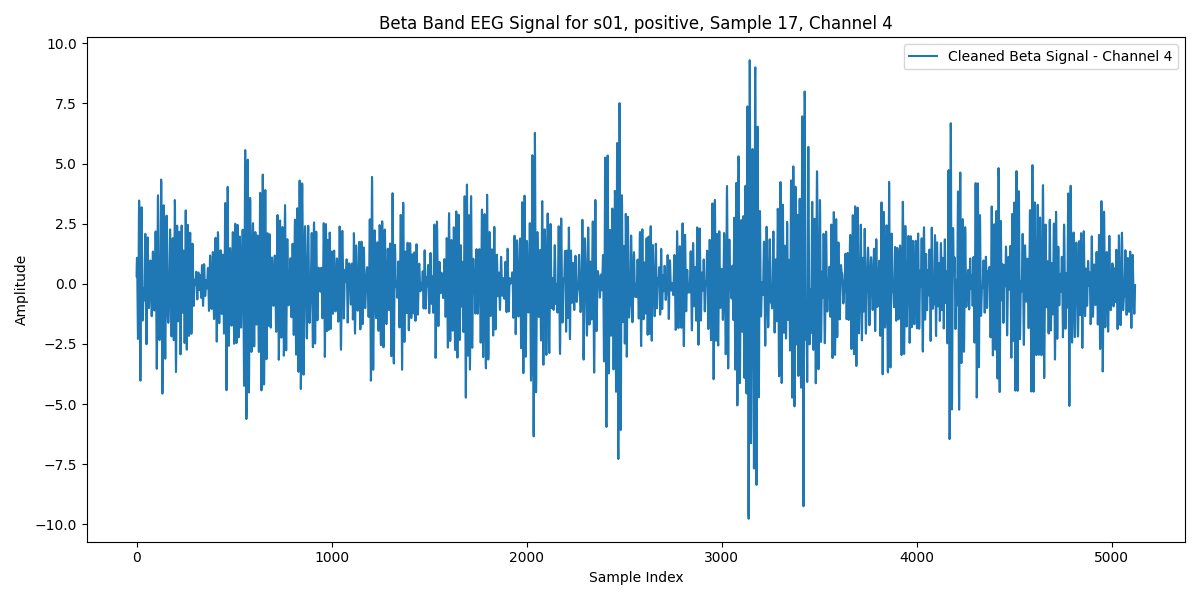 Beta Band EEG Signal for s01, positive, Sample 17, Channel 4
Cleaned Beta Signal - Channel 4
Amplitude
10.0
7.5
5.0
2.5
0.0
−2.5
−5.0
−7.5
−10.0
0 1000 2000 3000 4000 5000
Sample Index